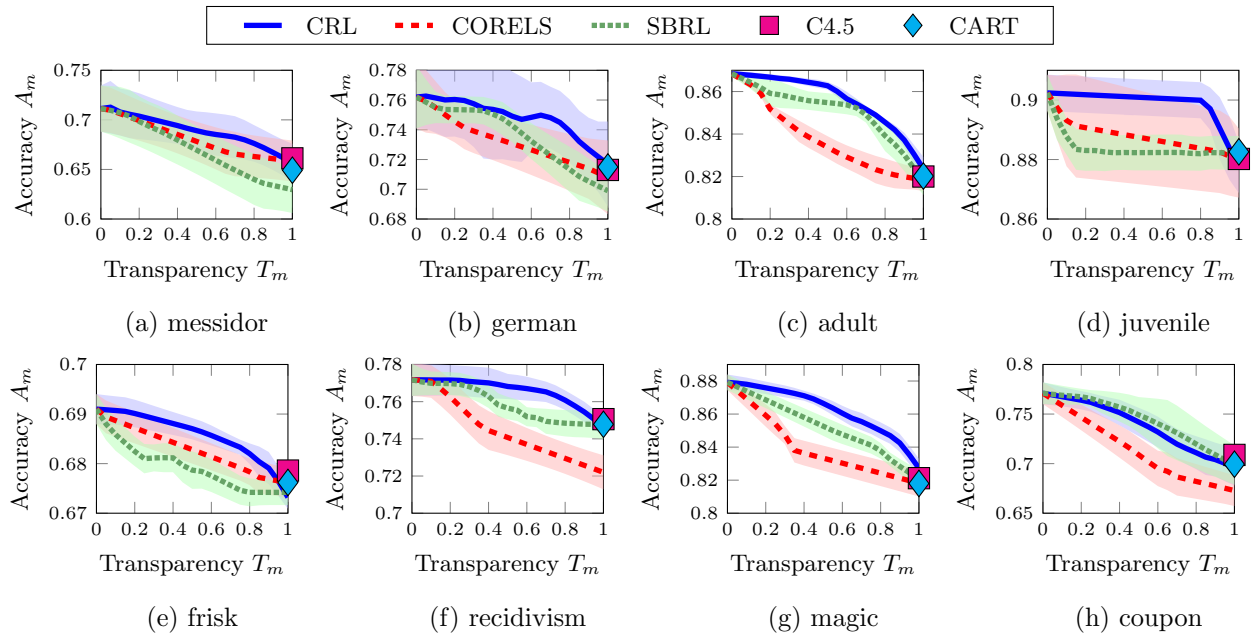 CRL CORELS SBRL C4.5 CART
0.75
0.7
0.65
0.6
Accuracy A_m
0 0.2 0.4 0.6 0.8 1
Transparency T_m
(a) messidor
0.78
0.76
0.74
0.72
0.7
0.68
Accuracy A_m
0 0.2 0.4 0.6 0.8 1
Transparency T_m
(b) german
0.86
0.84
0.82
0.8
Accuracy A_m
0 0.2 0.4 0.6 0.8 1
Transparency T_m
(c) adult
0.9
0.88
0.86
Accuracy A_m
0 0.2 0.4 0.6 0.8 1
Transparency T_m
(d) juvenile
0.7
0.69
0.68
0.67
Accuracy A_m
0 0.2 0.4 0.6 0.8 1
Transparency T_m
(e) frisk
0.78
0.76
0.74
0.72
0.7
Accuracy A_m
0 0.2 0.4 0.6 0.8 1
Transparency T_m
(f) recidivism
0.88
0.86
0.84
0.82
0.8
Accuracy A_m
0 0.2 0.4 0.6 0.8 1
Transparency T_m
(g) magic
0.8
0.75
0.7
0.65
Accuracy A_m
0 0.2 0.4 0.6 0.8 1
Transparency T_m
(h) coupon